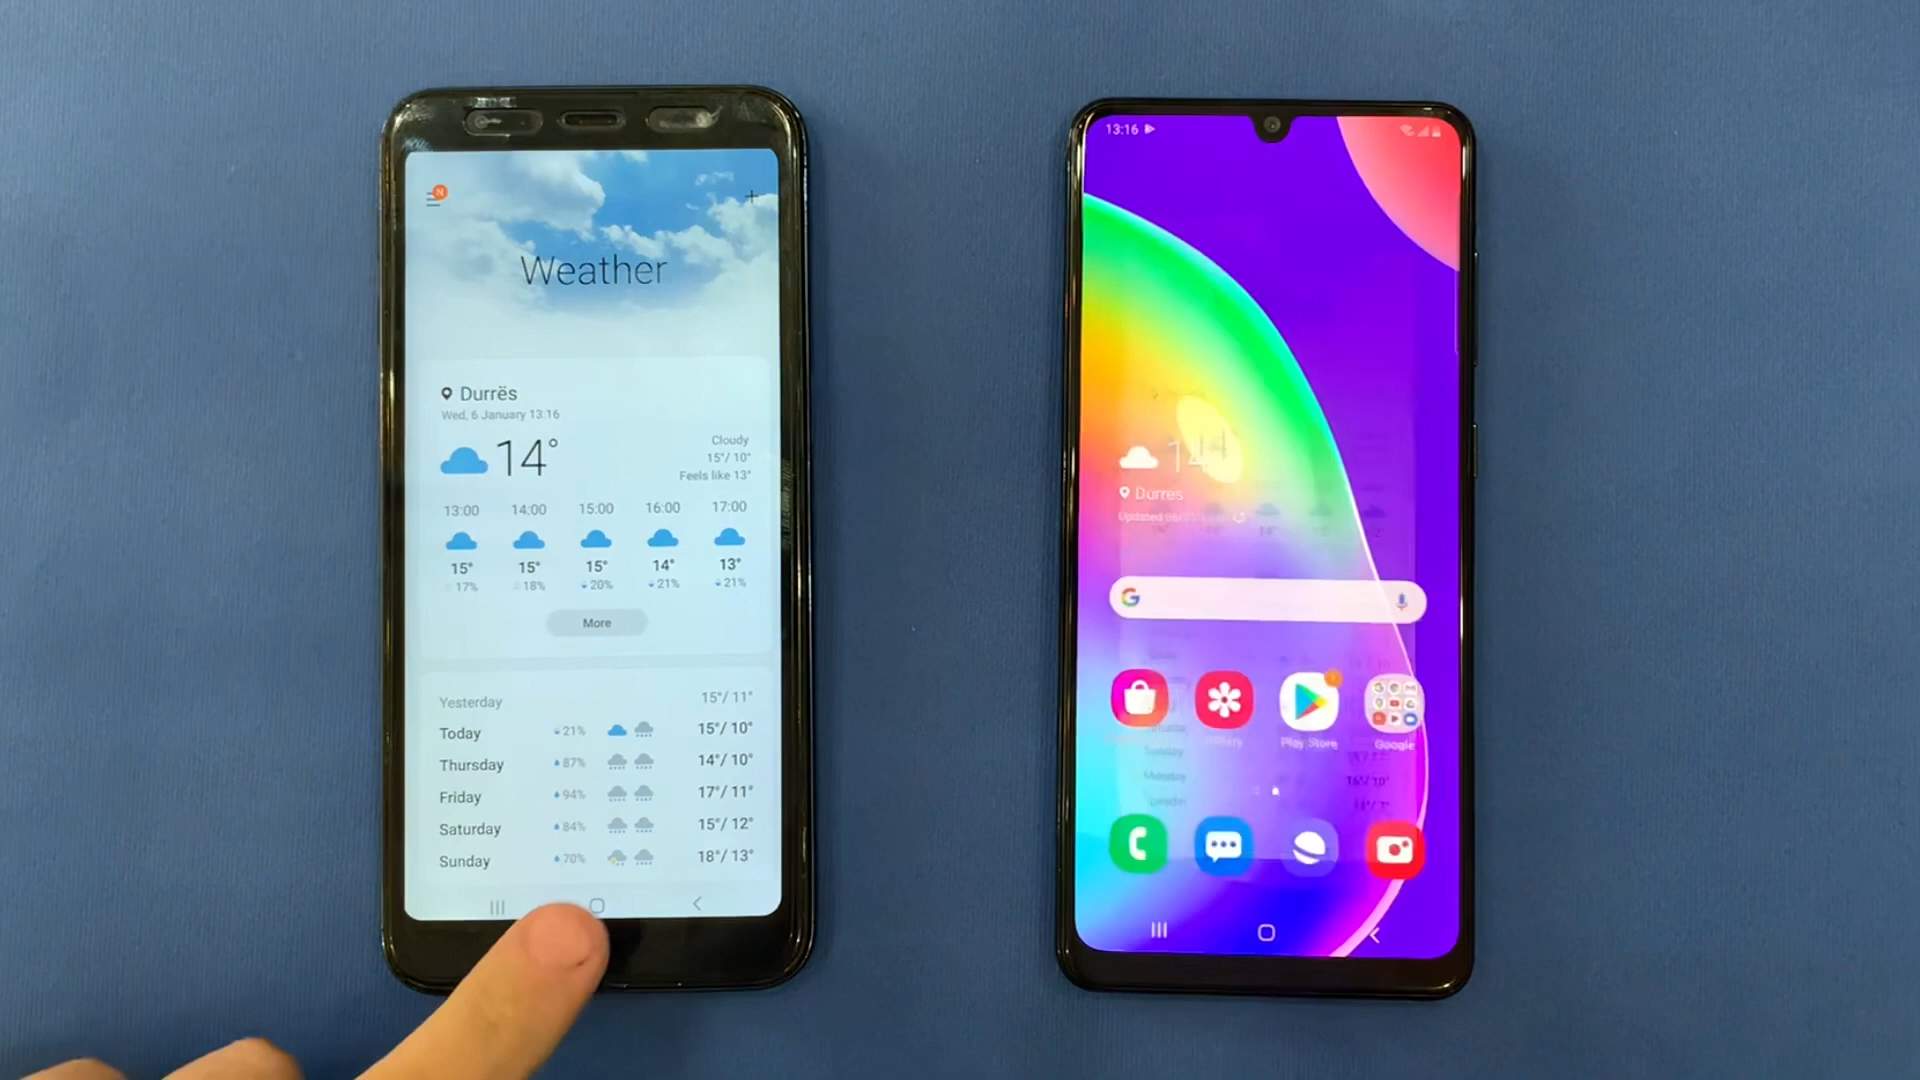 N
Weather
Durrës
Wed, 6 January 13:16
14°
Cloudy
15°/ 10°
Feels like 13°
13:00 14:00 15:00 16:00 17:00
15° 15° 15° 14° 13°
17% 18% 20% 21% 21%
More
Yesterday 15°/ 11°
Today 21% 15°/ 10°
Thursday 87% 14°/ 10°
Friday 94% 17°/ 11°
Saturday 84% 15°/ 12°
Sunday 70% 18°/ 13°
13:16
Durres
Updated
G
Play Store
Google
Sunday
Monday